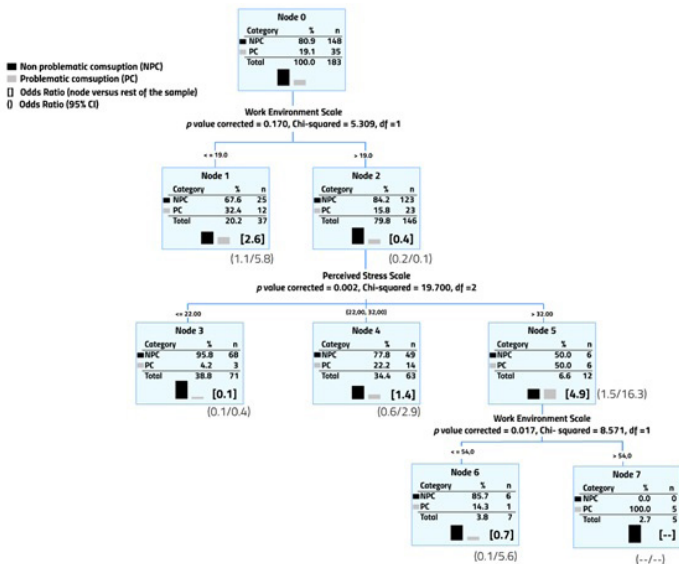 Node 0
Category % n
NPC 80.9 148
PC 19.1 35
Total 100.0 183
Non problematic comsuption (NPC)
Problematic comsuption (PC)
[] Odds Ratio (node versus rest of the sample)
() Odds Ratio (95% CI)
Work Environment Scale
p value corrected = 0.170, Chi-squared = 5.309, df =1
<= 19.0
> 19.0
Node 1
Category % n
NPC 67.6 25
PC 32.4 12
Total 20.2 37
[2.6]
(1.1/5.8)
Node 2
Category % n
NPC 84.2 123
PC 15.8 23
Total 79.8 146
[0.4]
(0.2/0.1)
Perceived Stress Scale
p value corrected = 0.002, Chi-squared = 19.700, df =2
<= 22.00
(22,00, 32,00]
> 32.00
Node 3
Category % n
NPC 95.8 68
PC 4.2 3
Total 38.8 71
[0.1]
(0.1/0.4)
Node 4
Category % n
NPC 77.8 49
PC 22.2 14
Total 34.4 63
[1.4]
(0.6/2.9)
Node 5
Category % n
NPC 50.0 6
PC 50.0 6
Total 6.6 12
[4.9]
(1.5/16.3)
Work Environment Scale
p value corrected = 0.017, Chi- squared = 8.571, df =1
<= 54,0
> 54,0
Node 6
Category % n
NPC 85.7 6
PC 14.3 1
Total 3.8 7
[0.7]
(0.1/5.6)
Node 7
Category % n
NPC 0.0 0
PC 100.0 5
Total 2.7 5
[--]
(--/--)